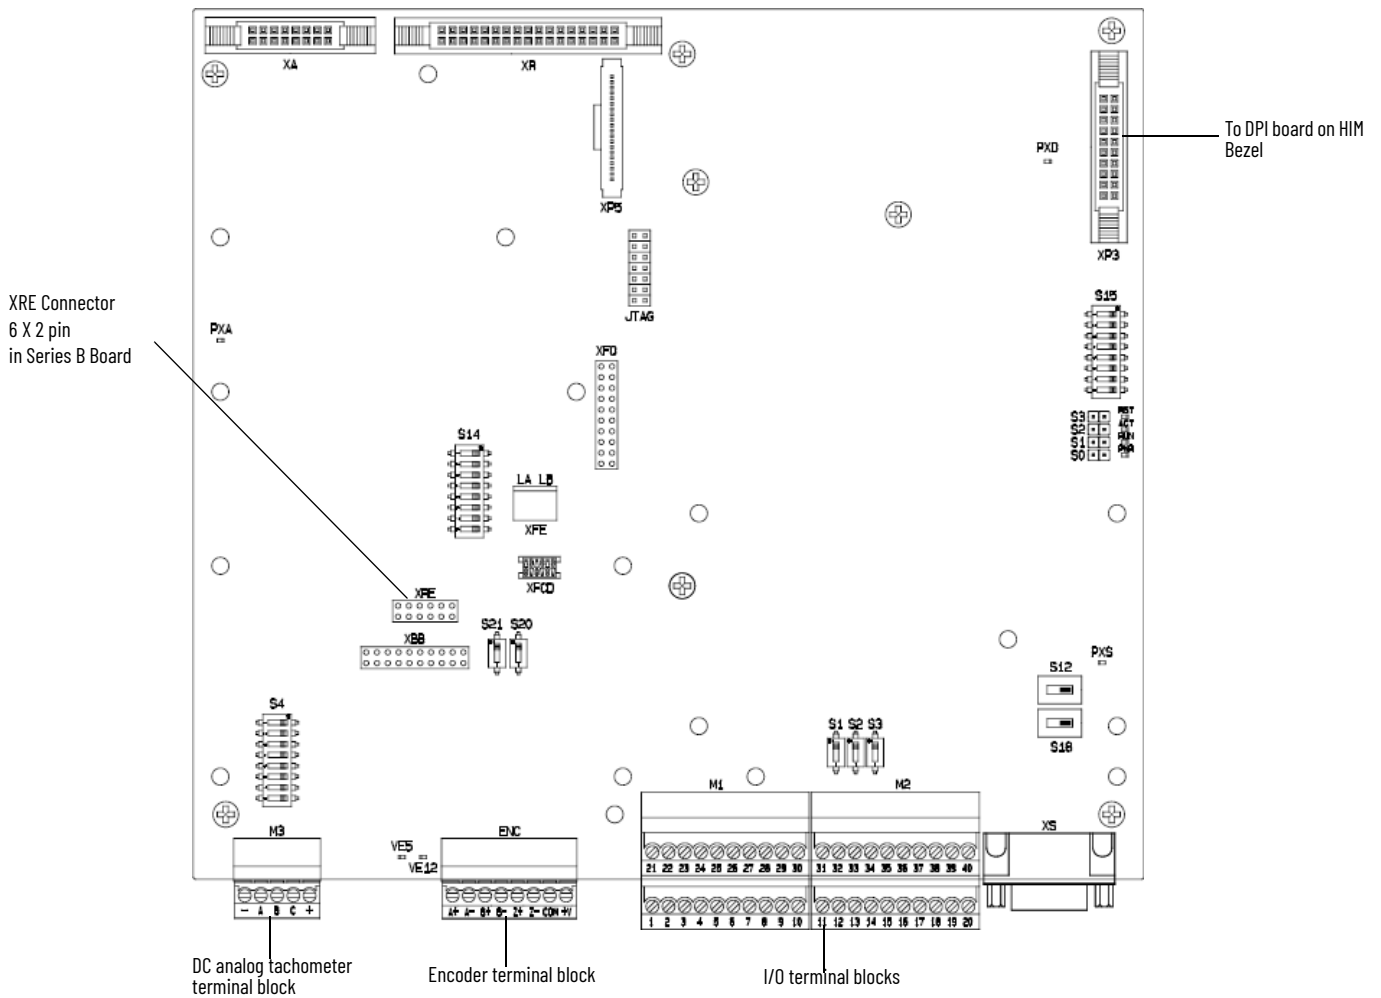 XA
XR
To DPI board on HIM
Bezel
PXD
XP5
XP3
S15
JTAG
XRE Connector
6 X 2 pin
in Series B Board
PXA
XFD
RST
S3
ACT
S2
RUN
S1
PWR
S0
S14
LA LB
XFE
XFCD
XRE
S21 S20
XBB
PXS
S12
S4
S1 S2 S3
S18
M1
M2
M3
ENC
XS
VE5
VE12
21 22 23 24 25 26 27 28 29 30
31 32 33 34 35 36 37 38 39 40
- A B C +
A+ A- B+ B- Z+ Z- COM +V
1 2 3 4 5 6 7 8 9 10
11 12 13 14 15 16 17 18 19 20
DC analog tachometer
terminal block
Encoder terminal block
I/O terminal blocks